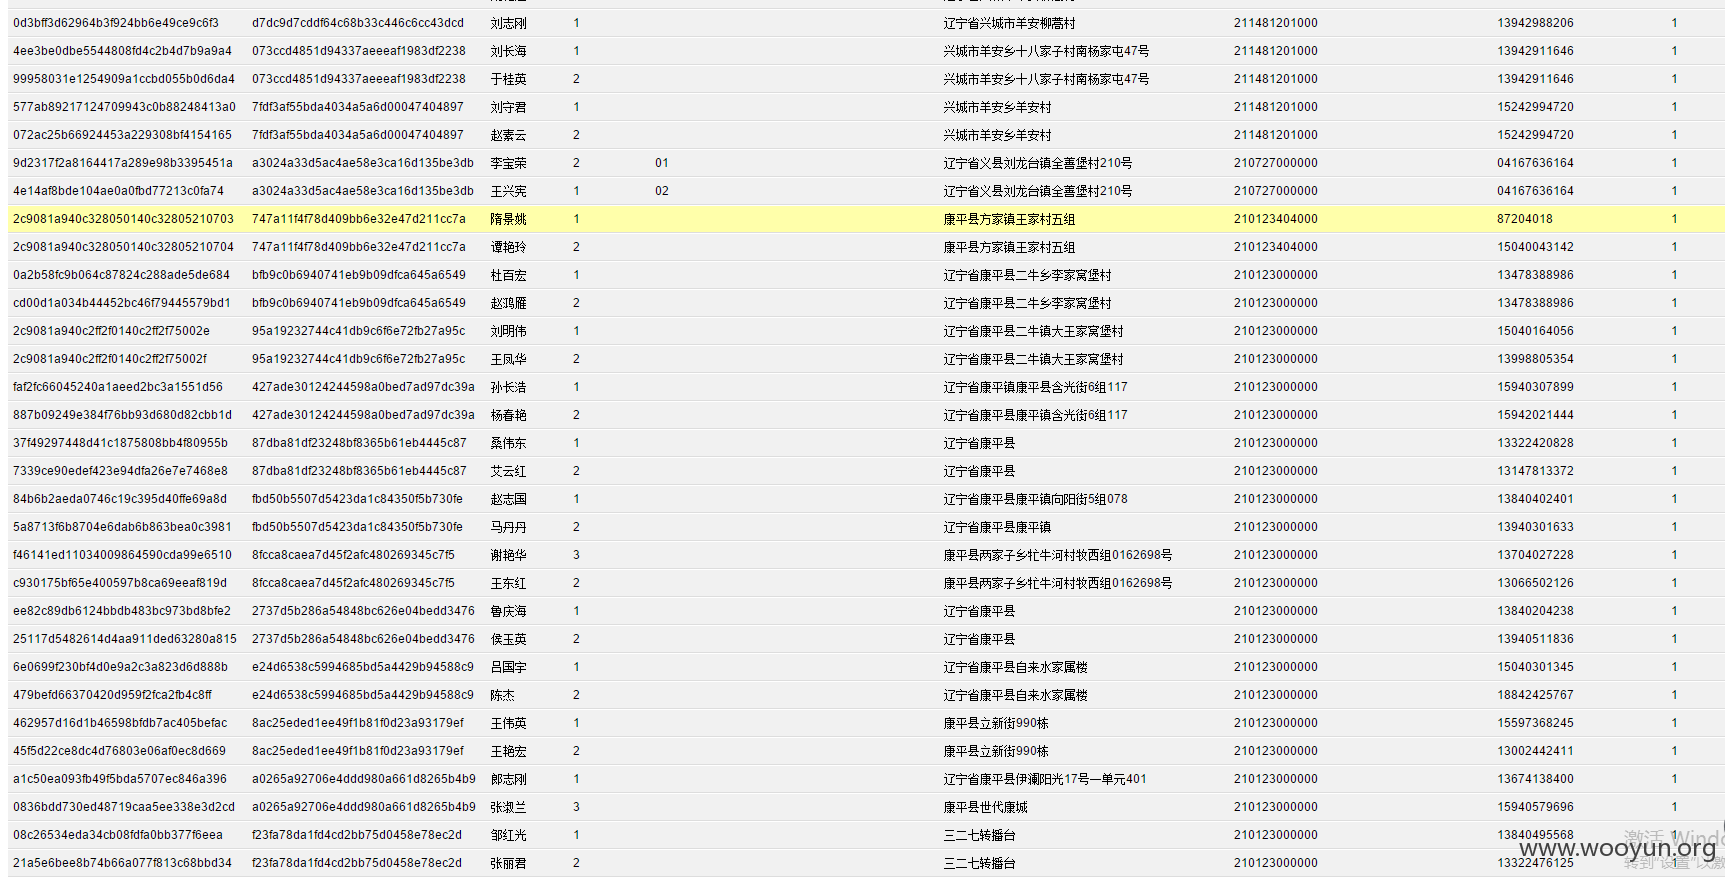 0d3bff3d62964b3f924bb6e49ce9c6f3 d7dc9d7cddf64c68b33c446c6cc43dcd 刘志刚 1 辽宁省兴城市羊安柳蒿村 211481201000 13942988206 1
4ee3be0dbe5544808fd4c2b4d7b9a9a4 073ccd4851d94337aeeeaf1983df2238 刘长海 1 兴城市羊安乡十八家子村南杨家屯47号 211481201000 13942911646 1
99958031e1254909a1ccbd055b0d6da4 073ccd4851d94337aeeeaf1983df2238 于桂英 2 兴城市羊安乡十八家子村南杨家屯47号 211481201000 13942911646 1
577ab89217124709943c0b88248413a0 7fdf3af55bda4034a5a6d00047404897 刘守君 1 兴城市羊安乡羊安村 211481201000 15242994720 1
072ac25b66924453a229308bf4154165 7fdf3af55bda4034a5a6d00047404897 赵素云 2 兴城市羊安乡羊安村 211481201000 15242994720 1
9d2317f2a8164417a289e98b3395451a a3024a33d5ac4ae58e3ca16d135be3db 李宝荣 2 01 辽宁省义县刘龙台镇全善堡村210号 210727000000 04167636164 1
4e14af8bde104ae0a0fbd77213c0fa74 a3024a33d5ac4ae58e3ca16d135be3db 王兴宪 1 02 辽宁省义县刘龙台镇全善堡村210号 210727000000 04167636164 1
2c9081a940c328050140c32805210703 747a11f4f78d409bb6e32e47d211cc7a 隋景姚 1 康平县方家镇王家村五组 210123404000 87204018 1
2c9081a940c328050140c32805210704 747a11f4f78d409bb6e32e47d211cc7a 谭艳玲 2 康平县方家镇王家村五组 210123404000 15040043142 1
0a2b58fc9b064c87824c288ade5de684 bfb9c0b6940741eb9b09dfca645a6549 杜百宏 1 辽宁省康平县二牛乡李家窝堡村 210123000000 13478388986 1
cd00d1a034b44452bc46f79445579bd1 bfb9c0b6940741eb9b09dfca645a6549 赵鸿雁 2 辽宁省康平县二牛乡李家窝堡村 210123000000 13478388986 1
2c9081a940c2ff2f0140c2ff2f75002e 95a19232744c41db9c6f6e72fb27a95c 刘明伟 1 辽宁省康平县二牛镇大王家窝堡村 210123000000 15040164056 1
2c9081a940c2ff2f0140c2ff2f75002f 95a19232744c41db9c6f6e72fb27a95c 王凤华 2 辽宁省康平县二牛镇大王家窝堡村 210123000000 13998805354 1
faf2fc66045240a1aeed2bc3a1551d56 427ade30124244598a0bed7ad97dc39a 孙长浩 1 辽宁省康平镇康平县含光街6组117 210123000000 15940307899 1
887b09249e384f76bb93d680d82cbb1d 427ade30124244598a0bed7ad97dc39a 杨春艳 2 辽宁省康平县康平镇含光街6组117 210123000000 15942021444 1
37f49297448d41c1875808bb4f80955b 87dba81df23248bf8365b61eb4445c87 桑伟东 1 辽宁省康平县 210123000000 13322420828 1
7339ce90edef423e94dfa26e7e7468e8 87dba81df23248bf8365b61eb4445c87 艾云红 2 辽宁省康平县 210123000000 13147813372 1
84b6b2aeda0746c19c395d40ffe69a8d fbd50b5507d5423da1c84350f5b730fe 赵志国 1 辽宁省康平县康平镇向阳街5组078 210123000000 13840402401 1
5a8713f6b8704e6dab6b863bea0c3981 fbd50b5507d5423da1c84350f5b730fe 马丹丹 2 辽宁省康平县康平镇 210123000000 13940301633 1
f46141ed11034009864590cda99e6510 8fcca8caea7d45f2afc480269345c7f5 谢艳华 3 康平县两家子乡牤牛河村牧西组0162698号 210123000000 13704027228 1
c930175bf65e400597b8ca69eeaf819d 8fcca8caea7d45f2afc480269345c7f5 王东红 2 康平县两家子乡牤牛河村牧西组0162698号 210123000000 13066502126 1
ee82c89db6124bbdb483bc973bd8bfe2 2737d5b286a54848bc626e04bedd3476 鲁庆海 1 辽宁省康平县 210123000000 13840204238 1
25117d5482614d4aa911ded63280a815 2737d5b286a54848bc626e04bedd3476 侯玉英 2 辽宁省康平县 210123000000 13940511836 1
6e0699f230bf4d0e9a2c3a823d6d888b e24d6538c5994685bd5a4429b94588c9 吕国宇 1 辽宁省康平县自来水家属楼 210123000000 15040301345 1
479befd66370420d959f2fca2fb4c8ff e24d6538c5994685bd5a4429b94588c9 陈杰 2 辽宁省康平县自来水家属楼 210123000000 18842425767 1
462957d16d1b46598bfdb7ac405befac 8ac25eded1ee49f1b81f0d23a93179ef 王伟英 1 康平县立新街990栋 210123000000 15597368245 1
45f5d22ce8dc4d76803e06af0ec8d669 8ac25eded1ee49f1b81f0d23a93179ef 王艳宏 2 康平县立新街990栋 210123000000 13002442411 1
a1c50ea093fb49f5bda5707ec846a396 a0265a92706e4ddd980a661d8265b4b9 郎志刚 1 辽宁省康平县伊澜阳光17号一单元401 210123000000 13674138400 1
0836bdd730ed48719caa5ee338e3d2cd a0265a92706e4ddd980a661d8265b4b9 张淑兰 3 康平县世代康城 210123000000 15940579696 1
08c26534eda34cb08fdfa0bb377f6eea f23fa78da1fd4cd2bb75d0458e78ec2d 邹红光 1 三二七转播台 210123000000 13840495568 1
21a5e6bee8b74b66a077f813c68bbd34 f23fa78da1fd4cd2bb75d0458e78ec2d 张丽君 2 三二七转播台 210123000000 13322476125 1
激活 Windo
www.wooyun.org
转到"设置"以激